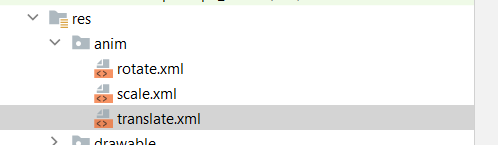 res
anim
rotate.xml
scale.xml
translate.xml
drawable